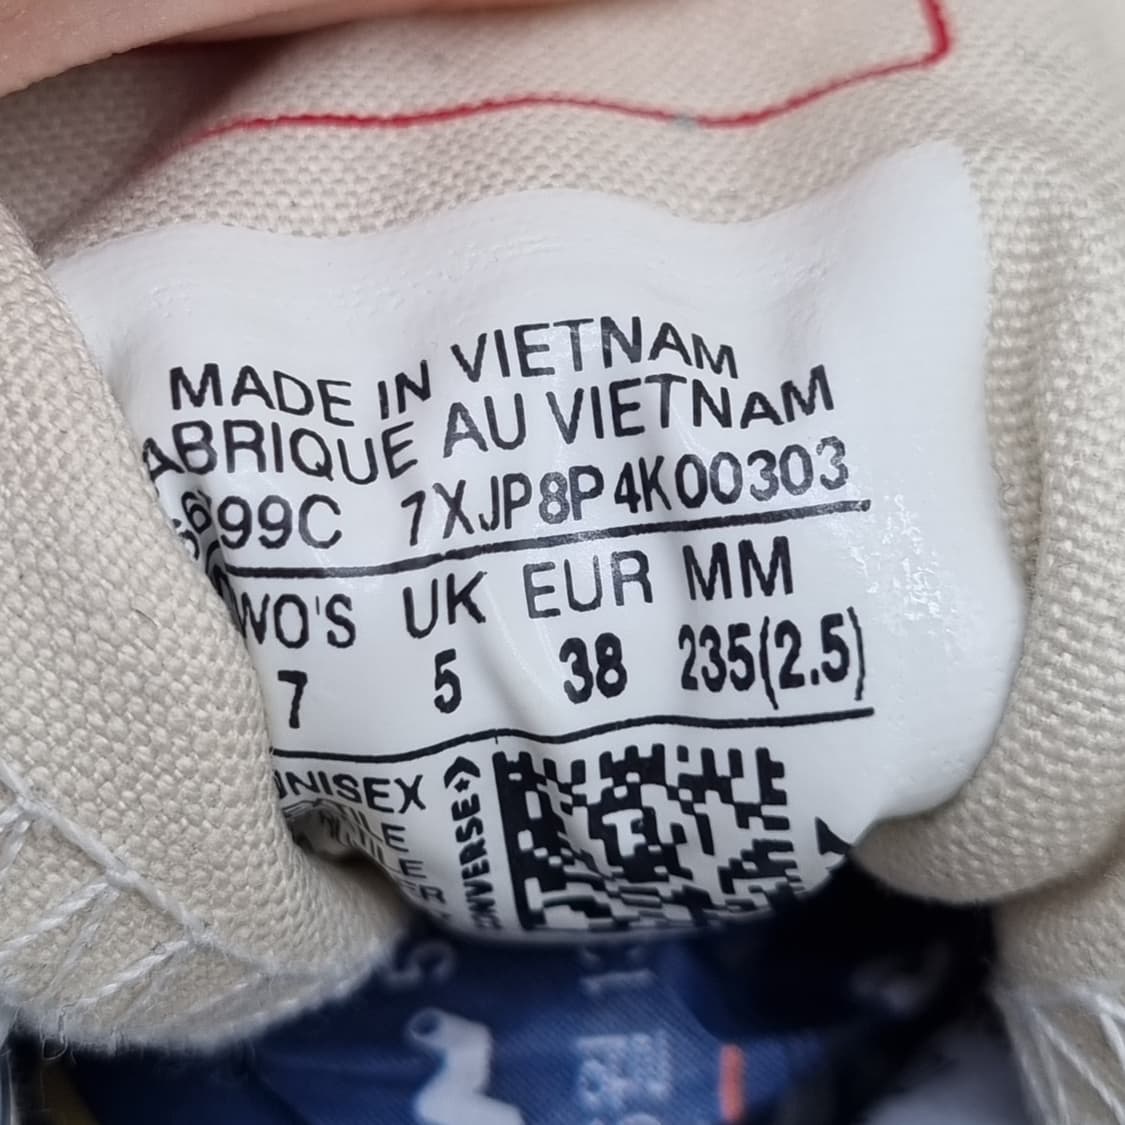 MADE IN VIETNAM
ABRIQUE AU VIETNAM
699C 7XJP8P4K00303
WO'S UK EUR MM
7 5 38 235(2.5)
UNISEX
CONVERSE